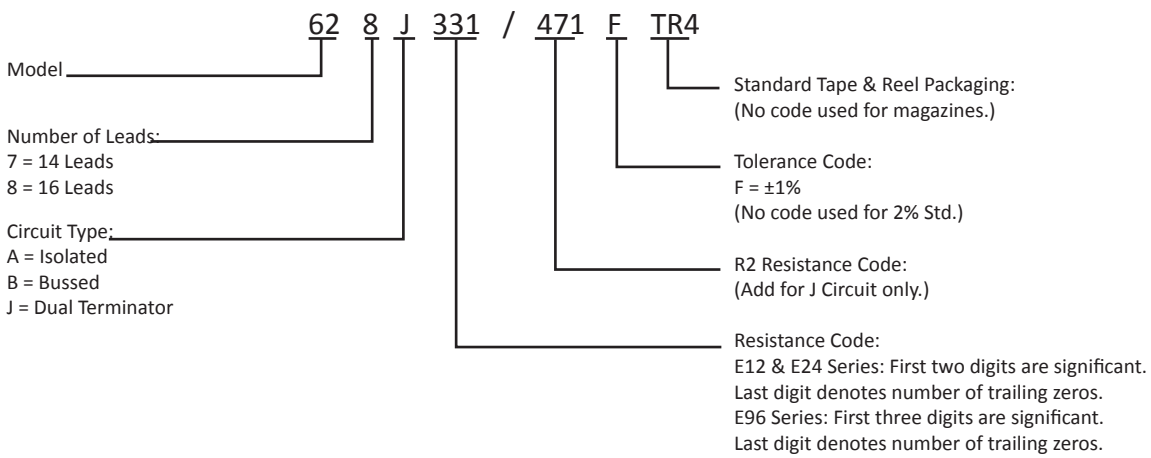 62 8 J 331 / 471 F TR4
Model
Number of Leads:
7 = 14 Leads
8 = 16 Leads
Circuit Type:
A = Isolated
B = Bussed
J = Dual Terminator
Standard Tape & Reel Packaging:
(No code used for magazines.)
Tolerance Code:
F = ±1%
(No code used for 2% Std.)
R2 Resistance Code:
(Add for J Circuit only.)
Resistance Code:
E12 & E24 Series: First two digits are significant.
Last digit denotes number of trailing zeros.
E96 Series: First three digits are significant.
Last digit denotes number of trailing zeros.